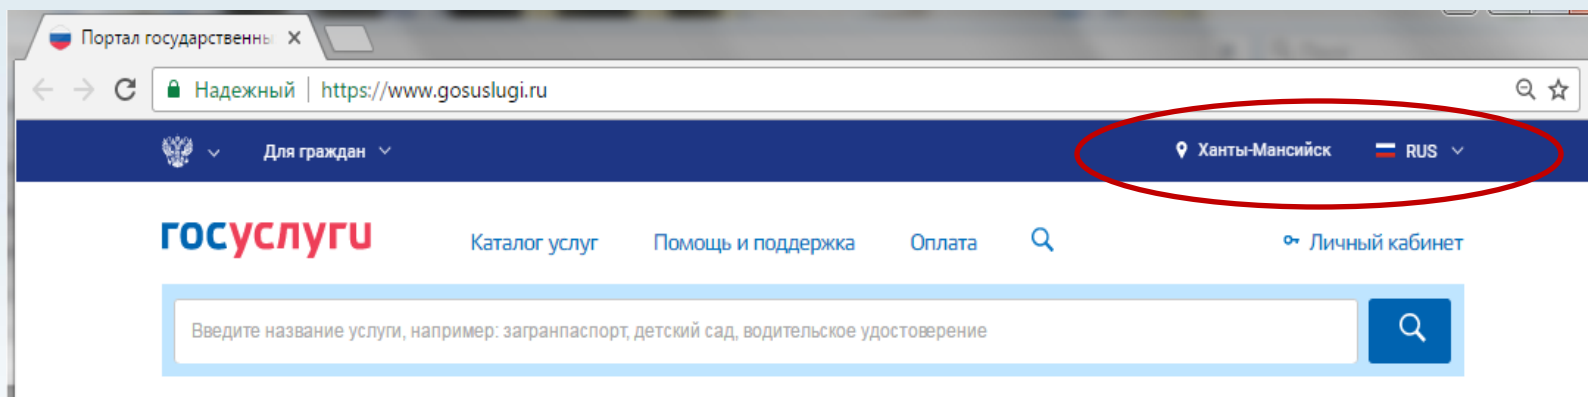 Портал государственны
Надежный https://www.gosuslugi.ru
Для граждан Ханты-Мансийск RUS
госуслуги Каталог услуг Помощь и поддержка Оплата Личный кабинет
Введите название услуги, например: загранпаспорт, детский сад, водительское удостоверение